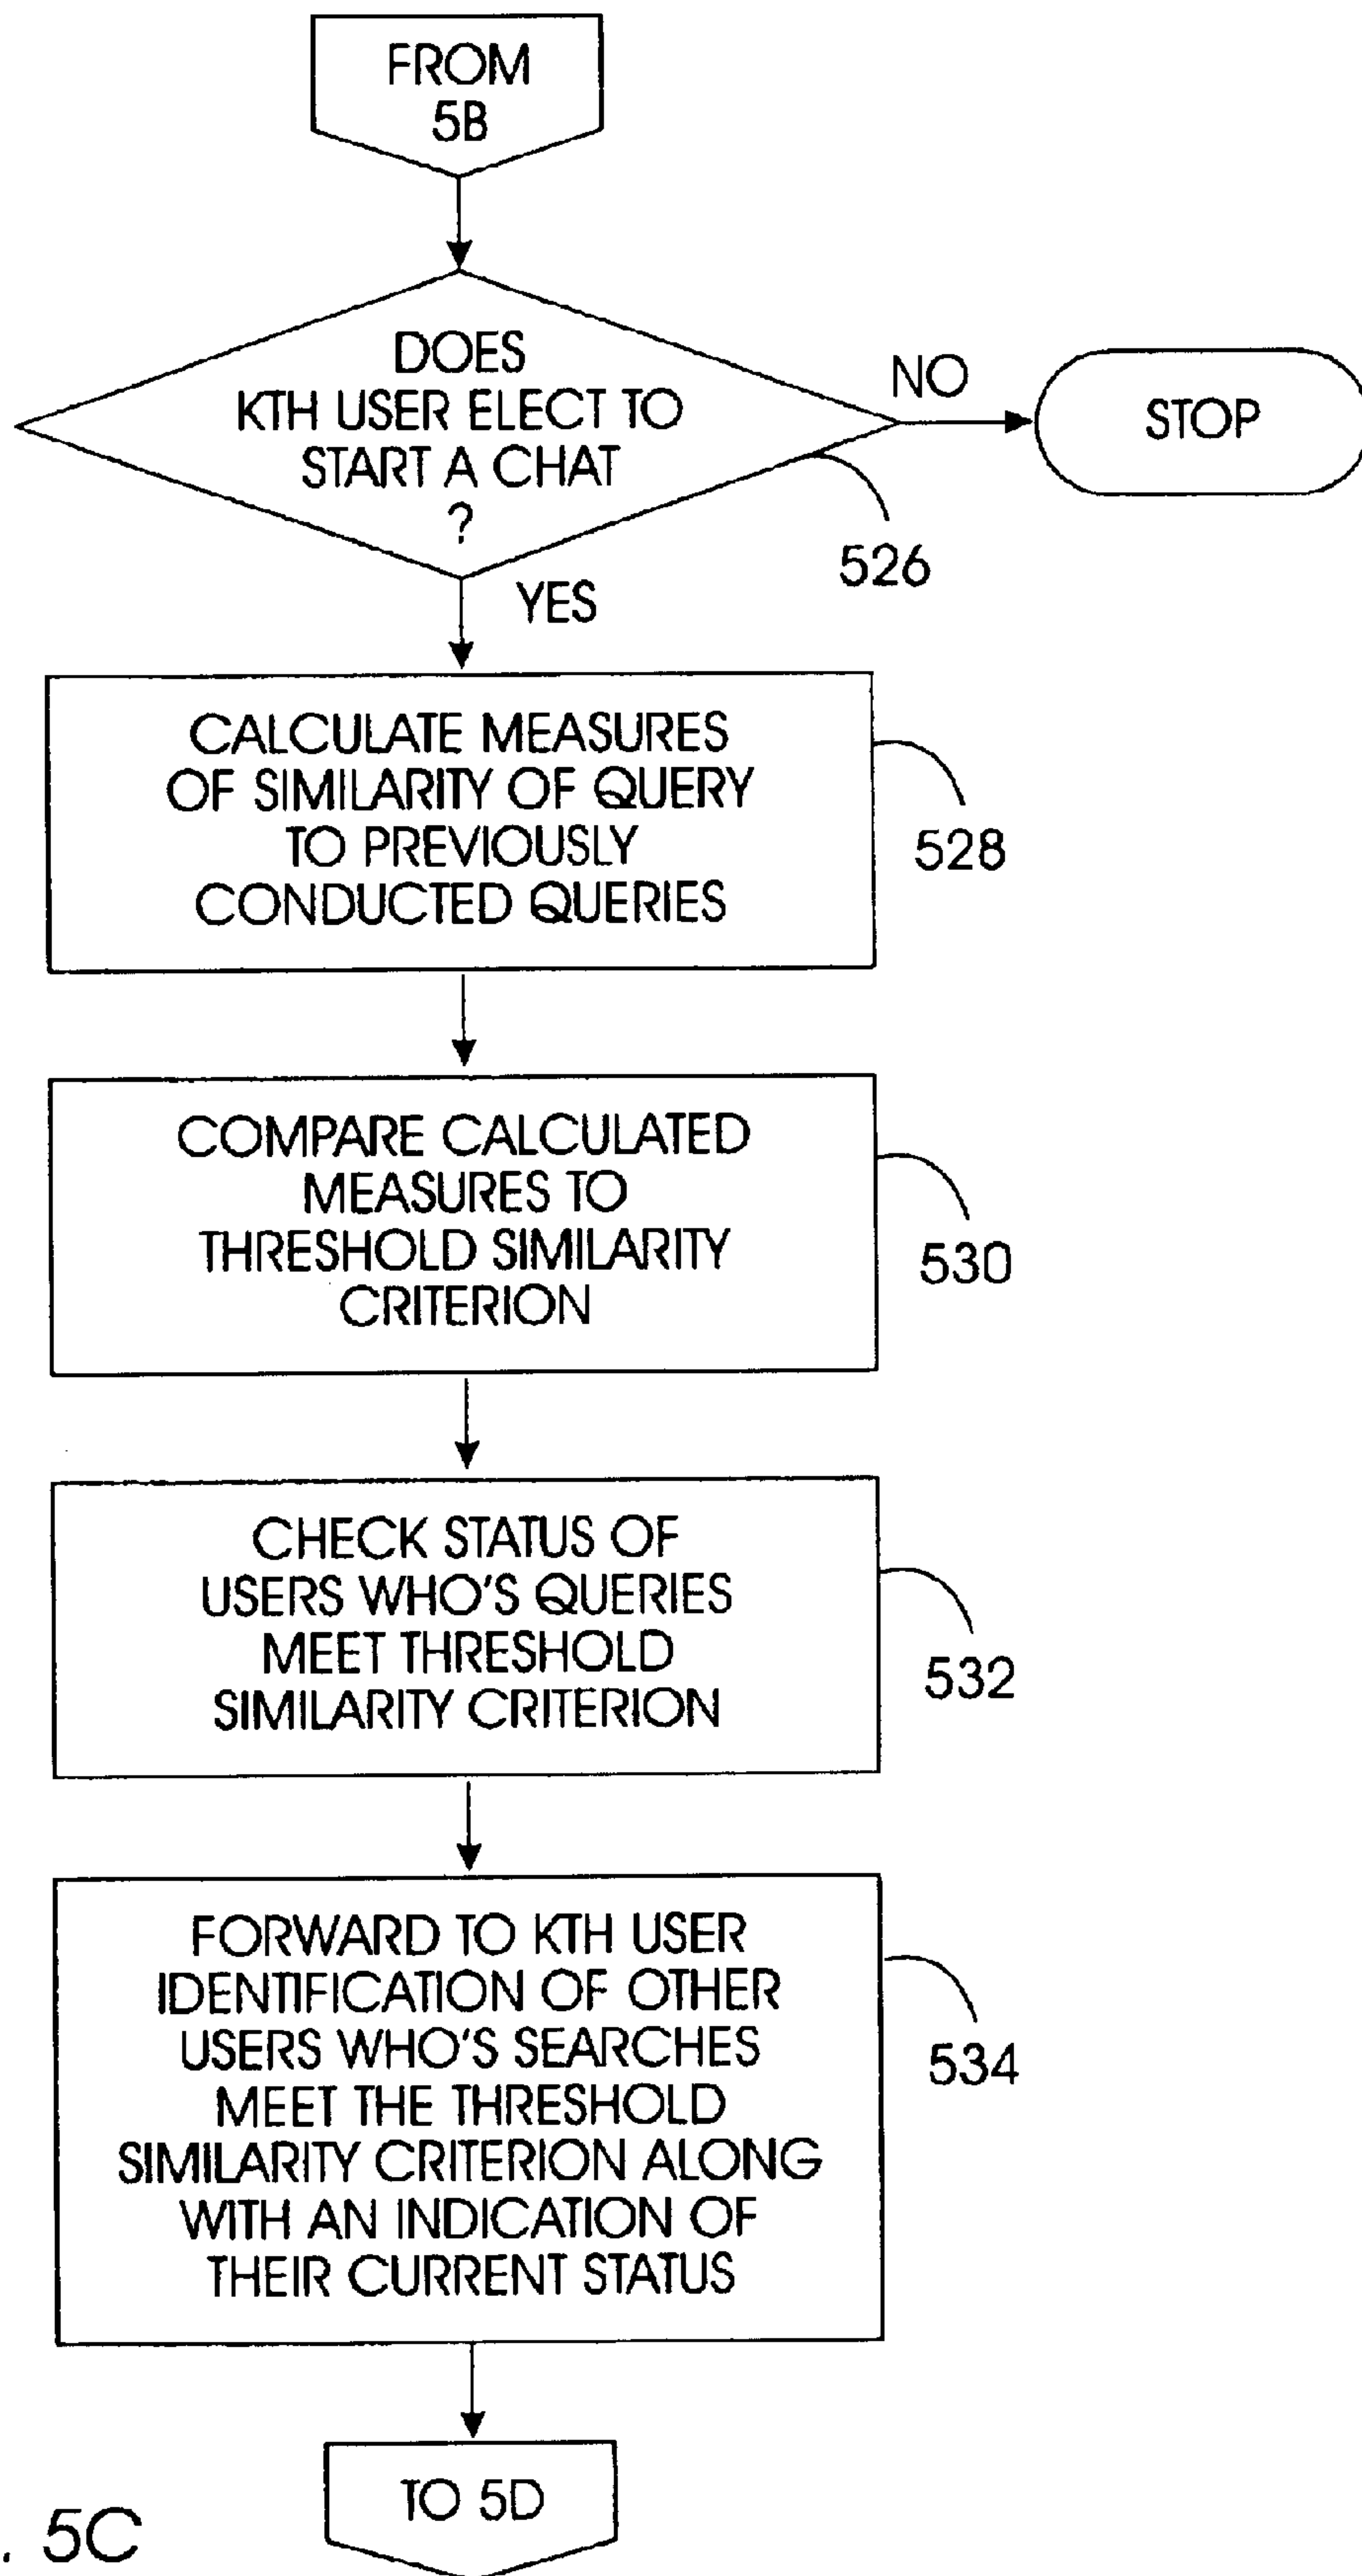 FROM
5B
DOES
KTH USER ELECT TO
START A CHAT
?
NO
STOP
526
YES
CALCULATE MEASURES
OF SIMILARITY OF QUERY
TO PREVIOUSLY
CONDUCTED QUERIES
528
COMPARE CALCULATED
MEASURES TO
THRESHOLD SIMILARITY
CRITERION
530
CHECK STATUS OF
USERS WHO'S QUERIES
MEET THRESHOLD
SIMILARITY CRITERION
532
FORWARD TO KTH USER
IDENTIFICATION OF OTHER
USERS WHO'S SEARCHES
MEET THE THRESHOLD
SIMILARITY CRITERION ALONG
WITH AN INDICATION OF
THEIR CURRENT STATUS
534
TO 5D
. 5C